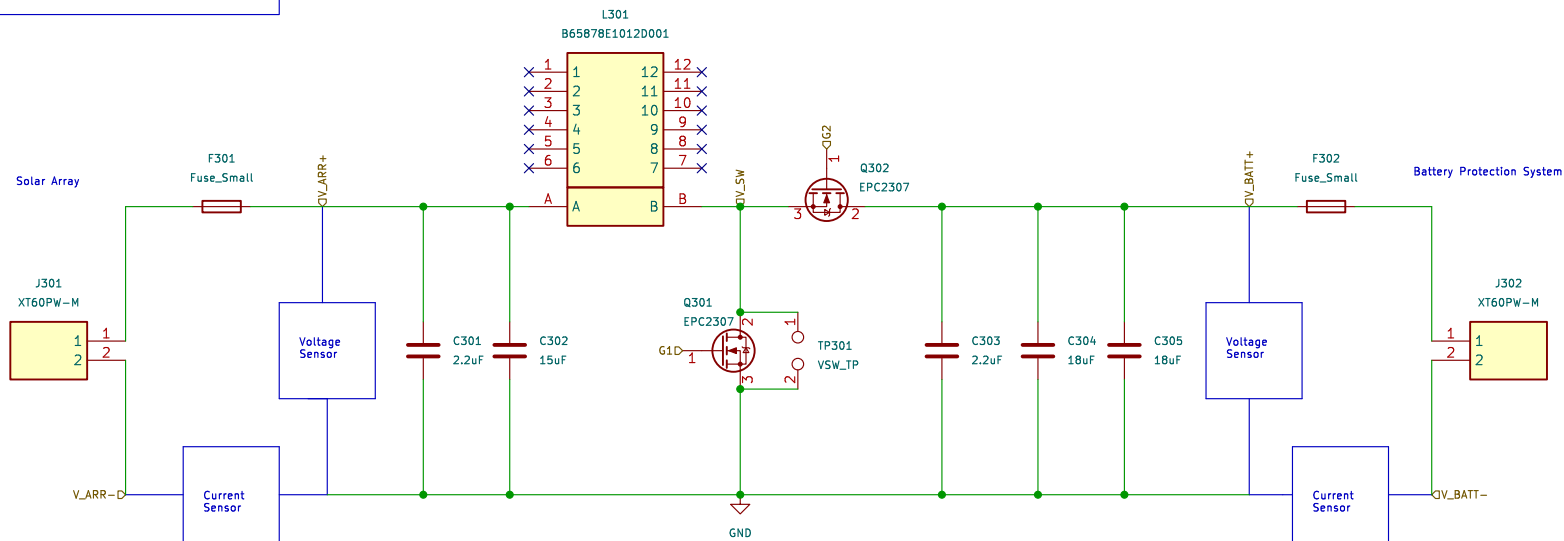 L301
B65878E1012D001
1 1 12 12
2 2 11 11
3 3 10 10
4 4 9 9
5 5 8 8
6 6 7 7
A A B B
Solar Array
F301
Fuse_Small
V_ARR+
V_SW
G2
1
Q302
EPC2307
3 2
V_BATT+
F302
Fuse_Small
Battery Protection System
J301
XT60PW-M
1 1
2 2
Voltage
Sensor
C301
2.2uF
C302
15uF
Q301
EPC2307
G1
1
2
3
1
2
TP301
VSW_TP
C303
2.2uF
C304
18uF
C305
18uF
Voltage
Sensor
J302
XT60PW-M
1 1
2 2
V_ARR-
Current
Sensor
GND
Current
Sensor
V_BATT-